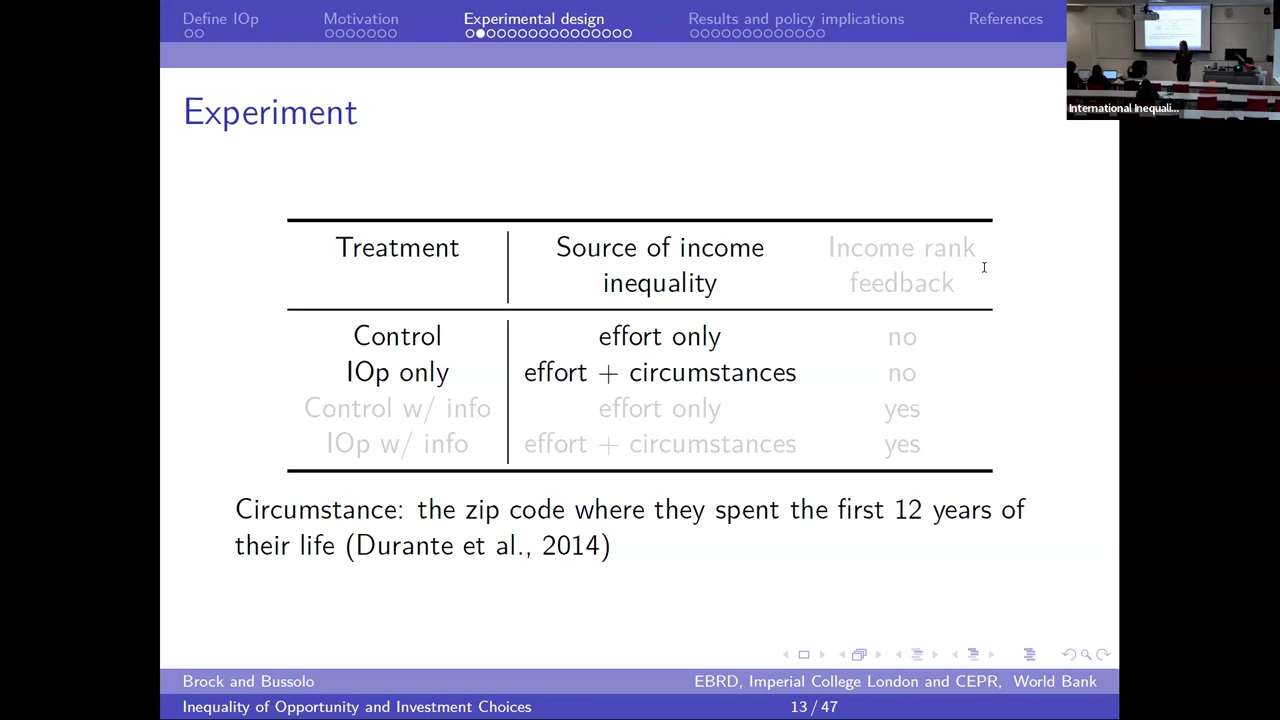 Define IOp Motivation Experimental design Results and policy implications References
International Inequali...
Experiment
Treatment Source of income inequality Income rank feedback
Control effort only no
IOp only effort + circumstances no
Control w/ info effort only yes
IOp w/ info effort + circumstances yes
Circumstance: the zip code where they spent the first 12 years of
their life (Durante et al., 2014)
Brock and Bussolo EBRD, Imperial College London and CEPR, World Bank
Inequality of Opportunity and Investment Choices 13 / 47